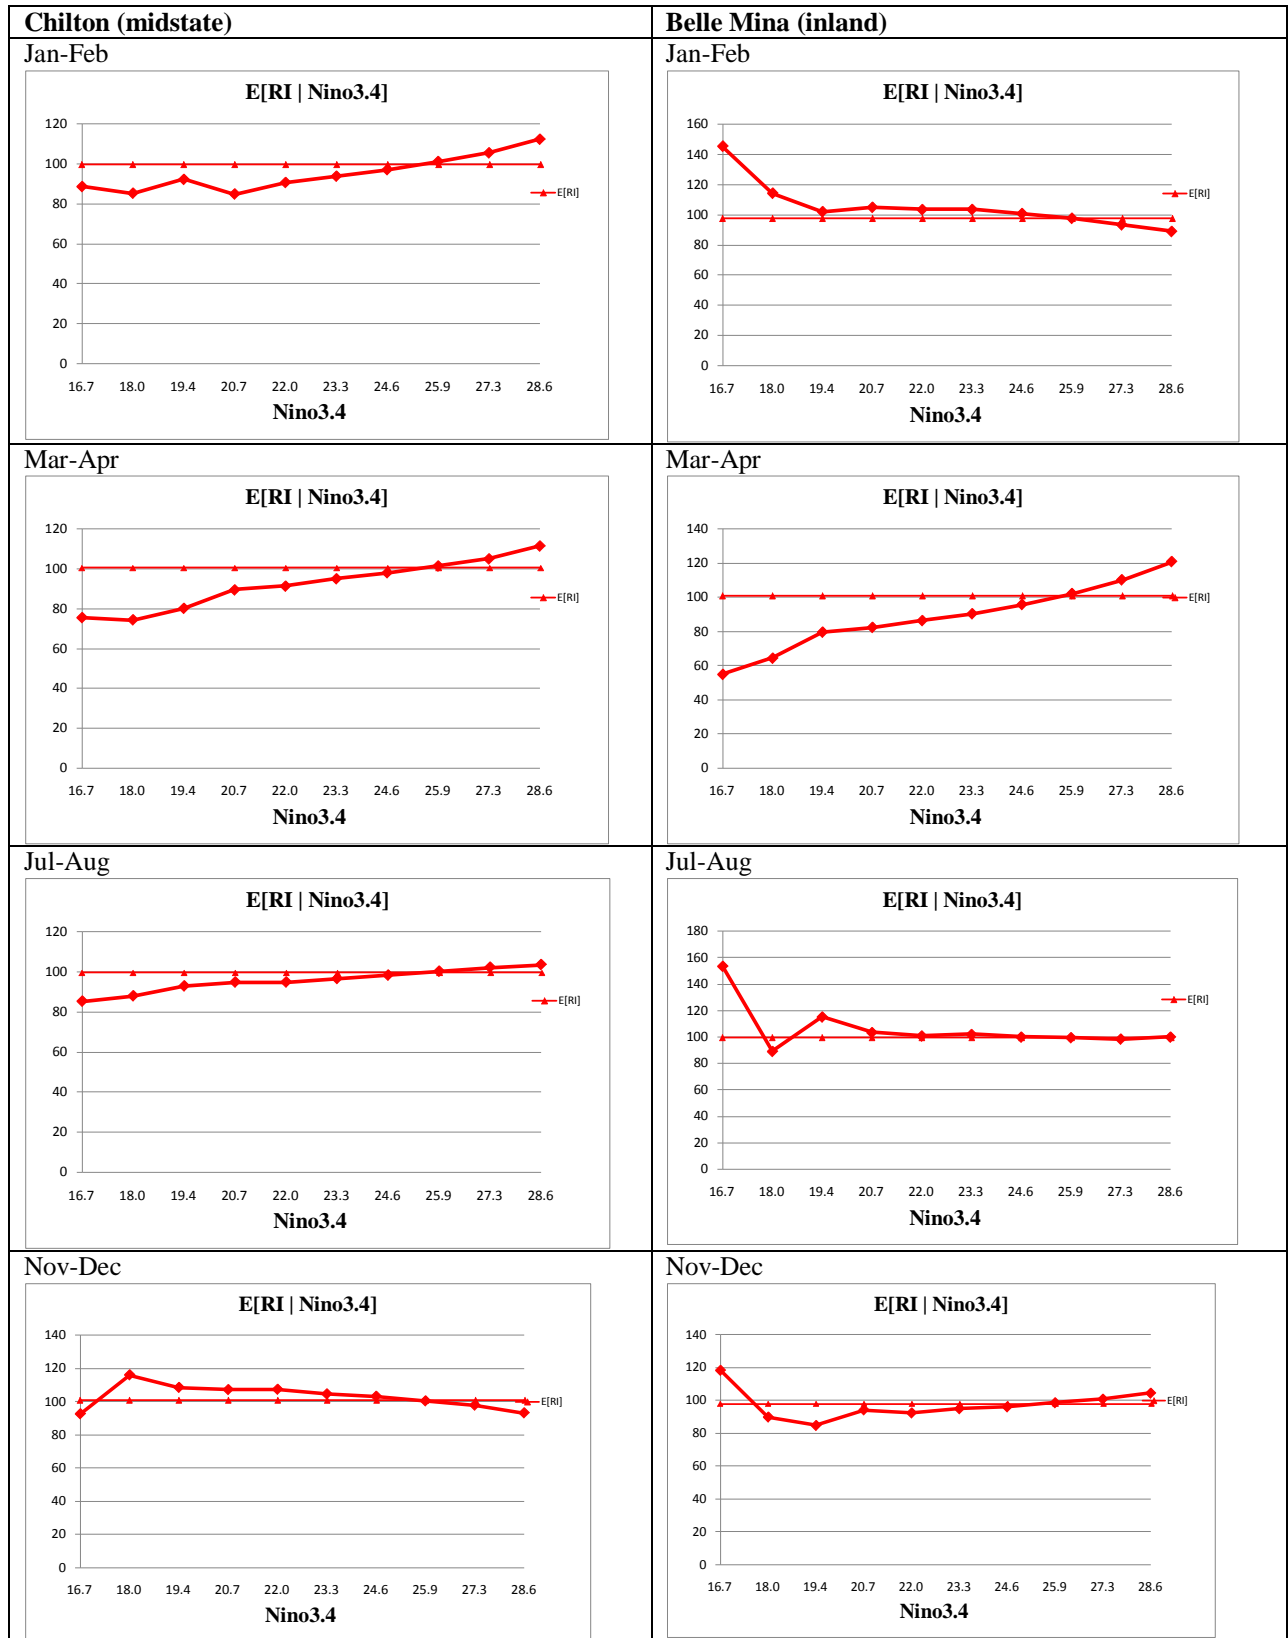 Chilton (midstate)
Belle Mina (inland)
Jan-Feb
E[RI | Nino3.4]
120
100
80
60
40
20
0
E[RI]
16.7 18.0 19.4 20.7 22.0 23.3 24.6 25.9 27.3 28.6
Nino3.4
Jan-Feb
E[RI | Nino3.4]
160
140
120
100
80
60
40
20
0
E[RI]
16.7 18.0 19.4 20.7 22.0 23.3 24.6 25.9 27.3 28.6
Nino3.4
Mar-Apr
E[RI | Nino3.4]
120
100
80
60
40
20
0
E[RI]
16.7 18.0 19.4 20.7 22.0 23.3 24.6 25.9 27.3 28.6
Nino3.4
Mar-Apr
E[RI | Nino3.4]
140
120
100
80
60
40
20
0
E[RI]
16.7 18.0 19.4 20.7 22.0 23.3 24.6 25.9 27.3 28.6
Nino3.4
Jul-Aug
E[RI | Nino3.4]
120
100
80
60
40
20
0
E[RI]
16.7 18.0 19.4 20.7 22.0 23.3 24.6 25.9 27.3 28.6
Nino3.4
Jul-Aug
E[RI | Nino3.4]
180
160
140
120
100
80
60
40
20
0
E[RI]
16.7 18.0 19.4 20.7 22.0 23.3 24.6 25.9 27.3 28.6
Nino3.4
Nov-Dec
E[RI | Nino3.4]
140
120
100
80
60
40
20
0
E[RI]
16.7 18.0 19.4 20.7 22.0 23.3 24.6 25.9 27.3 28.6
Nino3.4
Nov-Dec
E[RI | Nino3.4]
140
120
100
80
60
40
20
0
E[RI]
16.7 18.0 19.4 20.7 22.0 23.3 24.6 25.9 27.3 28.6
Nino3.4